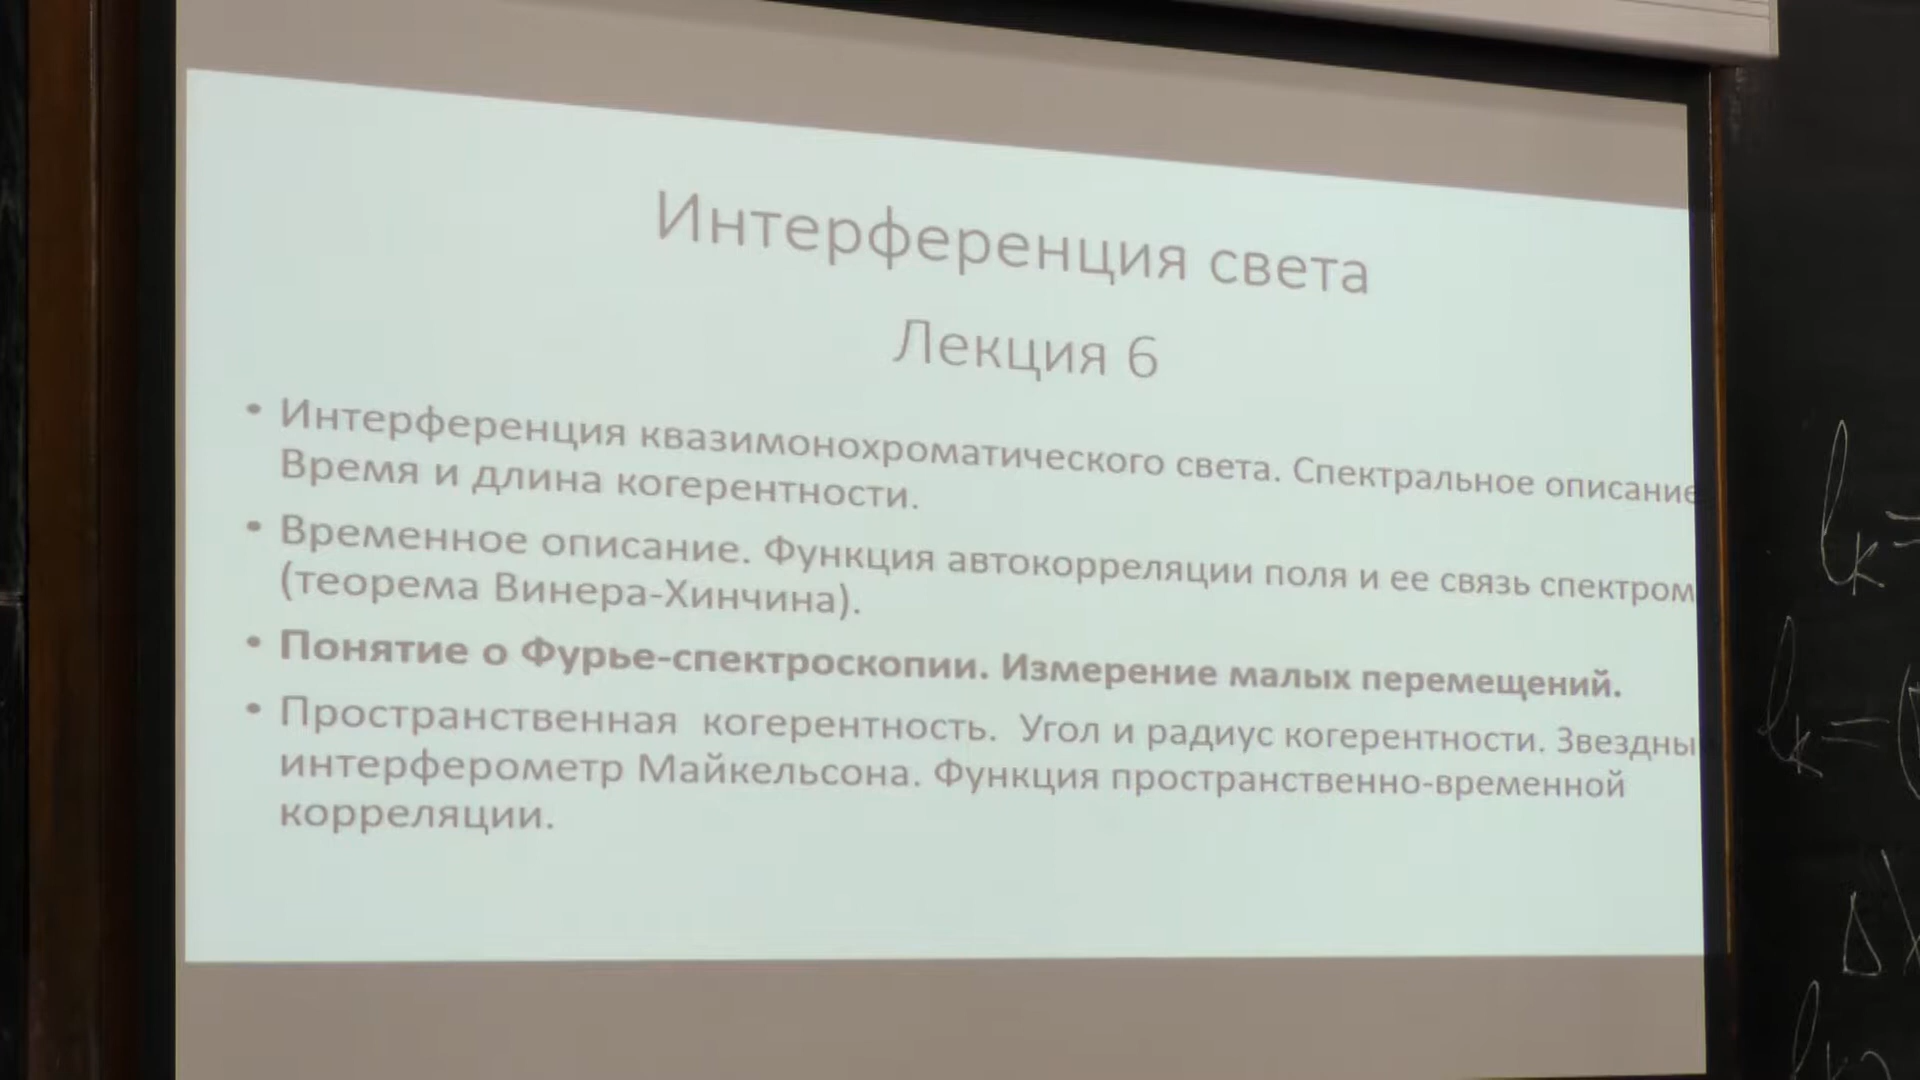 Интерференция света
Лекция 6
• Интерференция квазимонохроматического света. Спектральное описание
Время и длина когерентности.
• Временное описание. Функция автокорреляции поля и ее связь спектром
(теорема Винера-Хинчина).
• Понятие о Фурье-спектроскопии. Измерение малых перемещений.
• Пространственная когерентность. Угол и радиус когерентности. Звездны
интерферометр Майкельсона. Функция пространственно-временной
корреляции.
l_k =
l_k = (